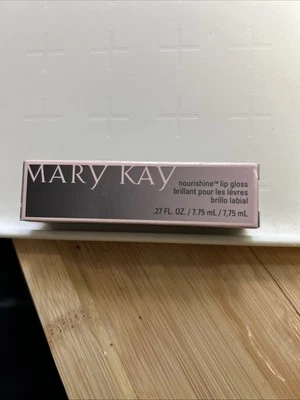 MARY KAY
nourishine™ lip gloss
brillant pour les lèvres
brillo labial
.27 FL. OZ. / 7.75 mL / 7,75 mL